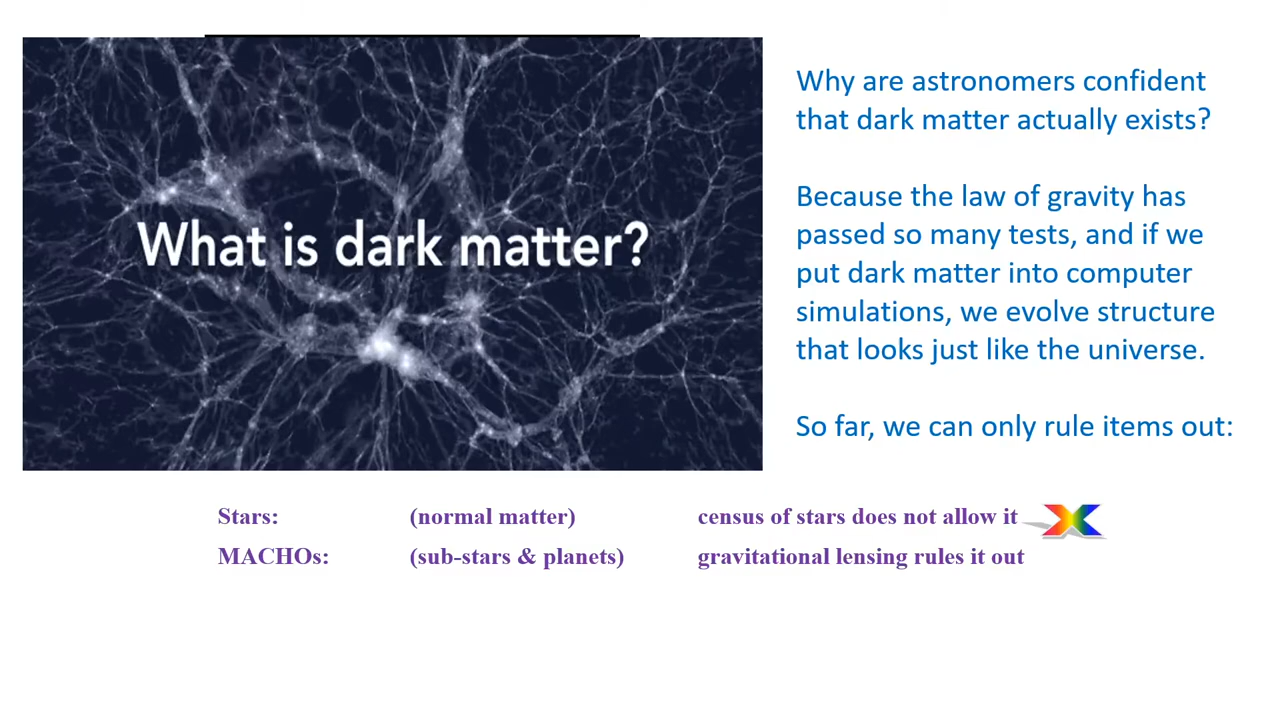 What is dark matter?
Why are astronomers confident
that dark matter actually exists?
Because the law of gravity has
passed so many tests, and if we
put dark matter into computer
simulations, we evolve structure
that looks just like the universe.
So far, we can only rule items out:
Stars: (normal matter) census of stars does not allow it X
MACHOs: (sub-stars & planets) gravitational lensing rules it out